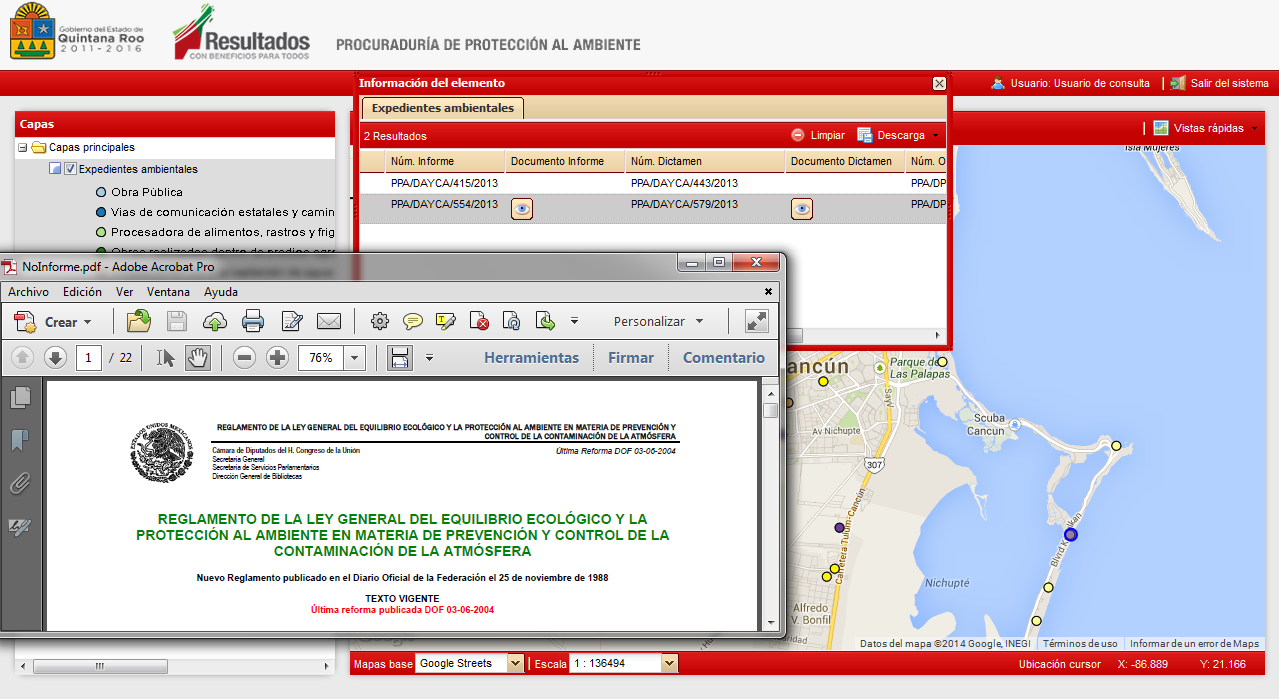 Gobierno del Estado de
Quintana Roo
2011-2016
Resultados
CON BENEFICIOS PARA TODOS
PROCURADURÍA DE PROTECCIÓN AL AMBIENTE
Información del elemento
Usuario: Usuario de consulta
Salir del sistema
Expedientes ambientales
2 Resultados
Limpiar
Descarga
Núm. Informe
Documento Informe
Núm. Dictamen
Documento Dictamen
Núm. O
PPA/DAYCA/415/2013
PPA/DAYCA/443/2013
PPA/DP
PPA/DAYCA/554/2013
PPA/DAYCA/579/2013
PPA/DP
Capas
Capas principales
Expedientes ambientales
Obra Pública
Vias de comunicación estatales y camin
Procesadora de alimentos, rastros y frig
Vistas rápidas
Isla Mujeres
NoInforme.pdf - Adobe Acrobat Pro
Archivo Edición Ver Ventana Ayuda
Crear
Personalizar
1 / 22
76%
Herramientas
Firmar
Comentario
ESTADOS UNIDOS MEXICANOS
REGLAMENTO DE LA LEY GENERAL DEL EQUILIBRIO ECOLÓGICO Y LA PROTECCIÓN AL AMBIENTE EN MATERIA DE PREVENCIÓN Y
CONTROL DE LA CONTAMINACIÓN DE LA ATMÓSFERA
Cámara de Diputados del H. Congreso de la Unión
Última Reforma DOF 03-06-2004
Secretaría General
Secretaría de Servicios Parlamentarios
Dirección General de Bibliotecas
REGLAMENTO DE LA LEY GENERAL DEL EQUILIBRIO ECOLÓGICO Y LA
PROTECCIÓN AL AMBIENTE EN MATERIA DE PREVENCIÓN Y CONTROL DE LA
CONTAMINACIÓN DE LA ATMÓSFERA
Nuevo Reglamento publicado en el Diario Oficial de la Federación el 25 de noviembre de 1988
TEXTO VIGENTE
Última reforma publicada DOF 03-06-2004
ancún
Parque de
Las Palapas
Sayil
Av Nichupte
Scuba
Cancun
307
Carretera Tulum-Cancún
Blvrd Kukulkan
Nichupté
Alfredo
V. Bonfil
Datos del mapa ©2014 Google, INEGI
Términos de uso
Informar de un error de Maps
Mapas base
Google Streets
Escala
1 : 136494
Ubicación cursor
X: -86.889
Y: 21.166